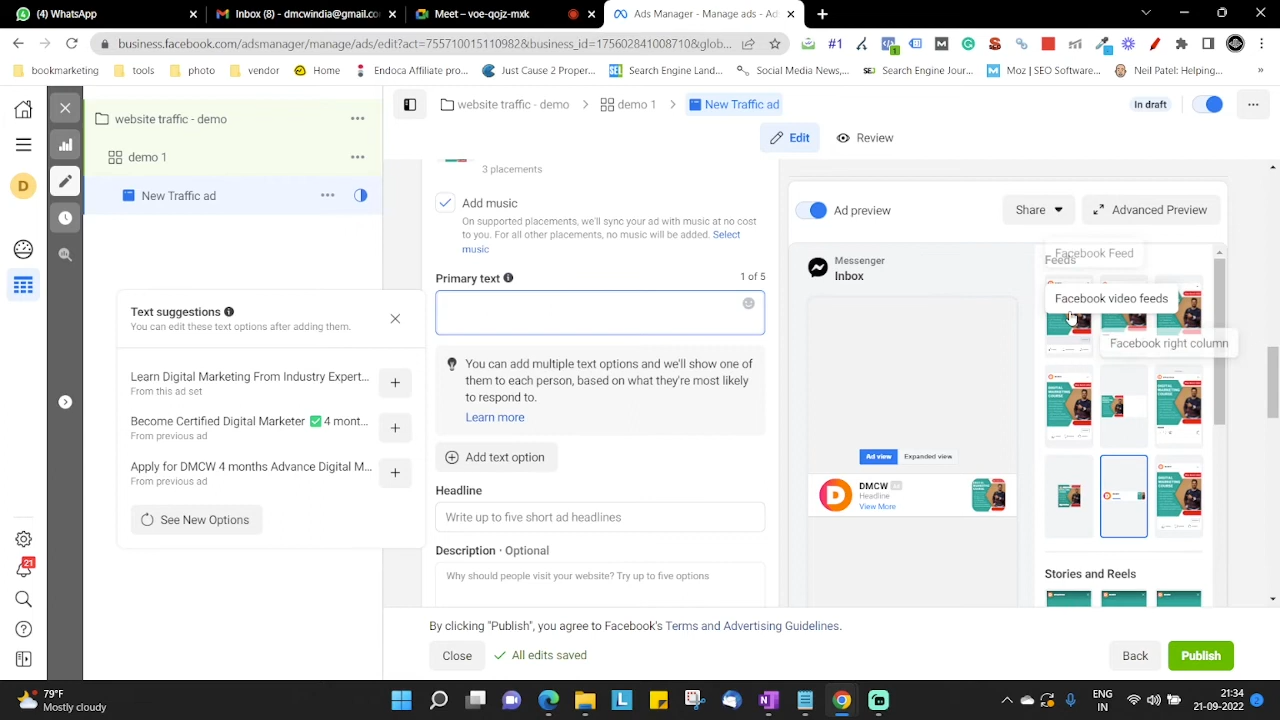 WhatsApp
Inbox (8) - dmcwindia@gmail.co
Meet – voe-qojz-mxk
Ads Manager - Manage ads - Ad
business.facebook.com/adsmanager/manage/ads/edit?act=755710015110982&business_id=175602841008710&glob...
bookmarketing
tools
photo
vendor
Home
Endoca Affiliate pro...
Just Cause 2 Proper...
Search Engine Land...
Social Media News,...
Search Engine Jour...
Moz | SEO Software...
Neil Patel: Helping...
website traffic - demo
demo 1
New Traffic ad
In draft
website traffic - demo
demo 1
New Traffic ad
Edit
Review
3 placements
Add music
On supported placements, we'll sync your ad with music at no cost
to you. For all other placements, no music will be added. Select
music
Primary text
1 of 5
You can add multiple text options and we'll show one of
them to each person, based on what they're most likely
to respond to.
Learn more
Add text option
Headline
Write up to five short ad headlines
Description · Optional
Why should people visit your website? Try up to five options
Text suggestions
You can edit these text options after adding them.
Learn Digital Marketing From Industry Expert...
From this ad set
Become Certified Digital Marketer ✅ 4 mont...
From previous ad
Apply for DMCW 4 months Advance Digital M...
From previous ad
See New Options
Ad preview
Share
Advanced Preview
Messenger
Inbox
Ad view
Expanded view
D
DMCW
Headline
View More
Feeds
Facebook Feed
Facebook video feeds
Facebook right column
Stories and Reels
By clicking "Publish", you agree to Facebook's Terms and Advertising Guidelines.
Close
All edits saved
Back
Publish
D
21
79°F
Mostly cloudy
ENG
IN
21:34
21-09-2022
2